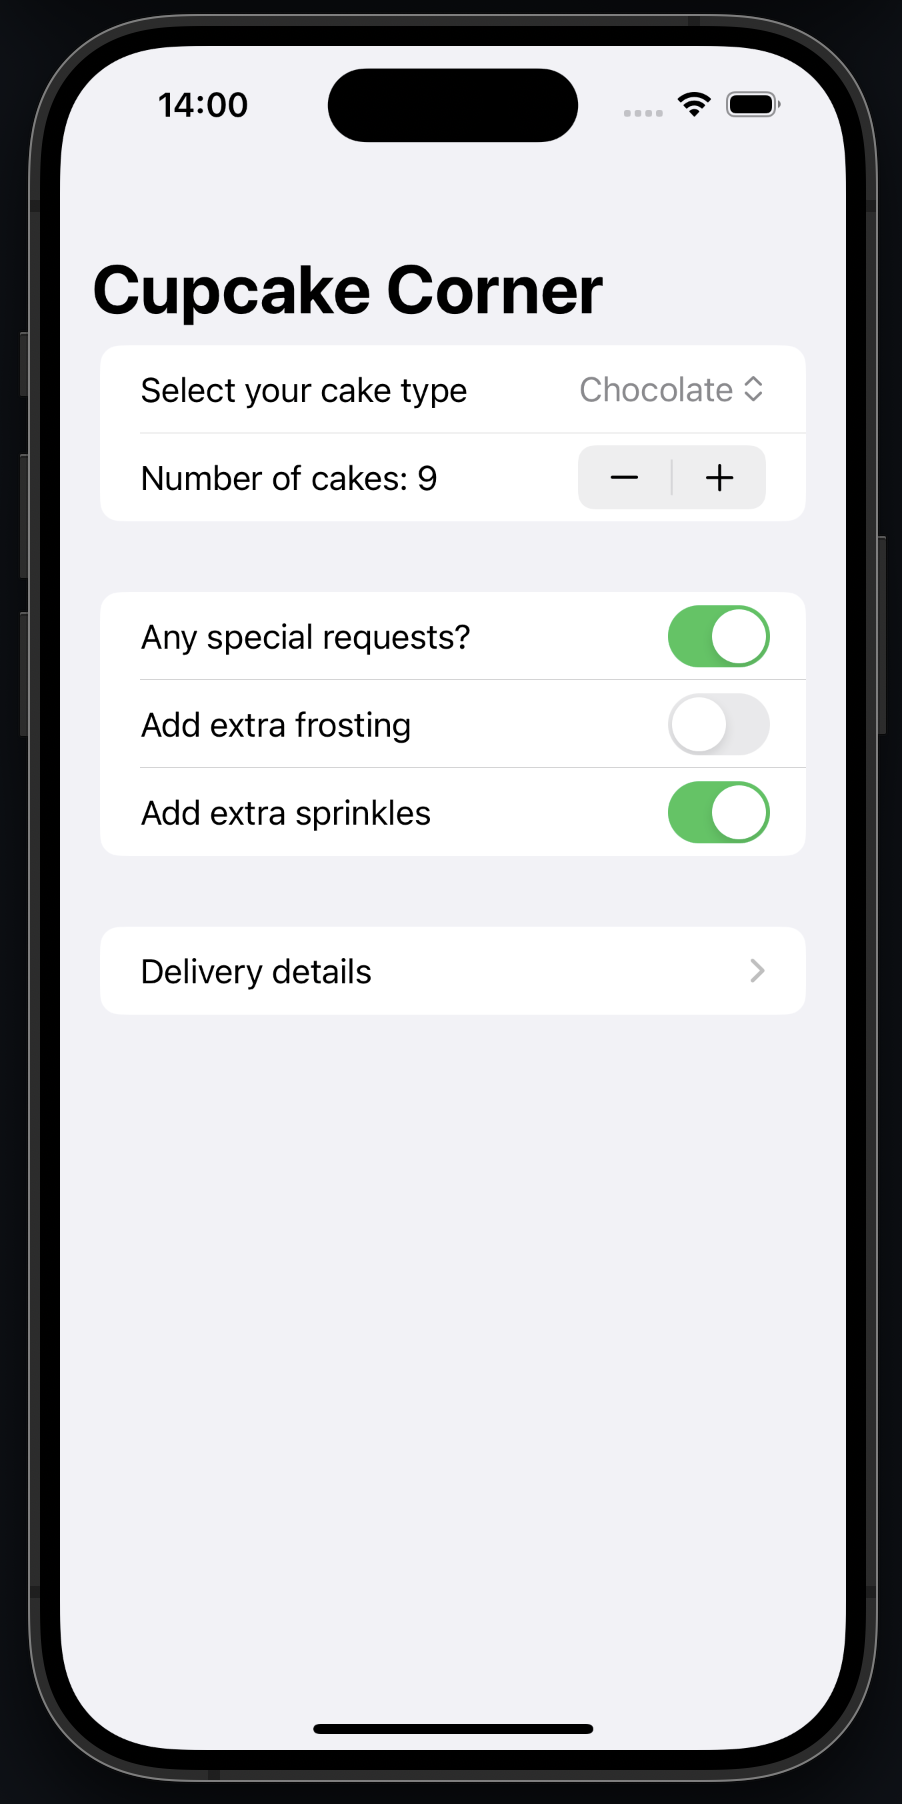 14:00
Cupcake Corner
Select your cake type Chocolate
Number of cakes: 9
Any special requests?
Add extra frosting
Add extra sprinkles
Delivery details